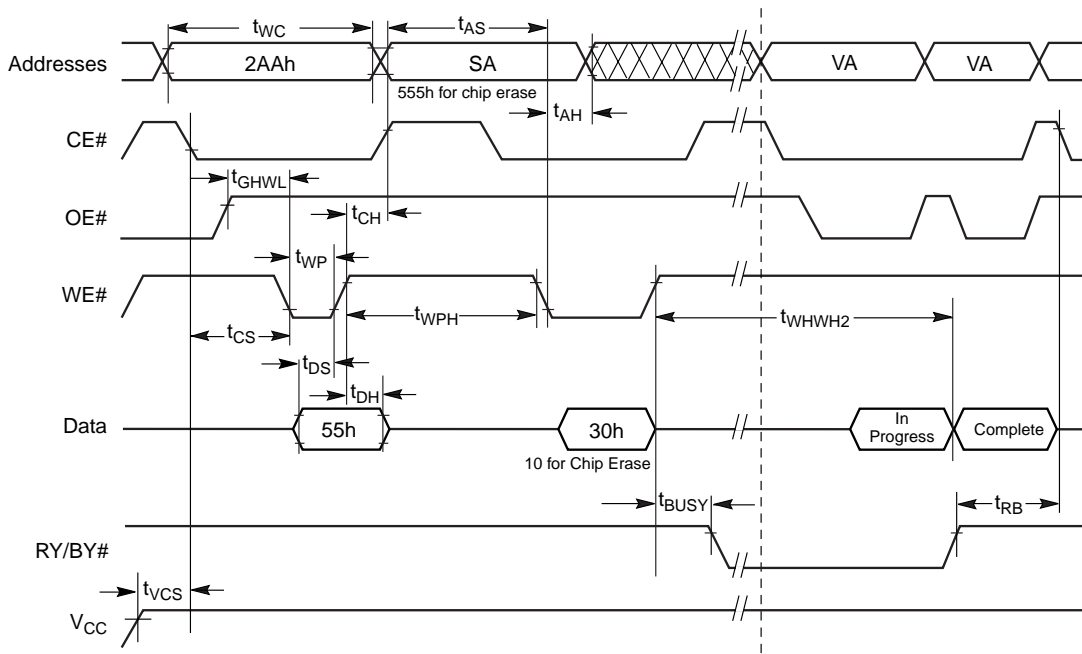 tWC
tAS
Addresses
2AAh
SA
VA
VA
555h for chip erase
tAH
CE#
tGHWL
tCH
OE#
tWP
WE#
tWPH
tWHWH2
tCS
tDS
tDH
Data
55h
30h
In
Progress
Complete
10 for Chip Erase
tBUSY
tRB
RY/BY#
tVCS
VCC